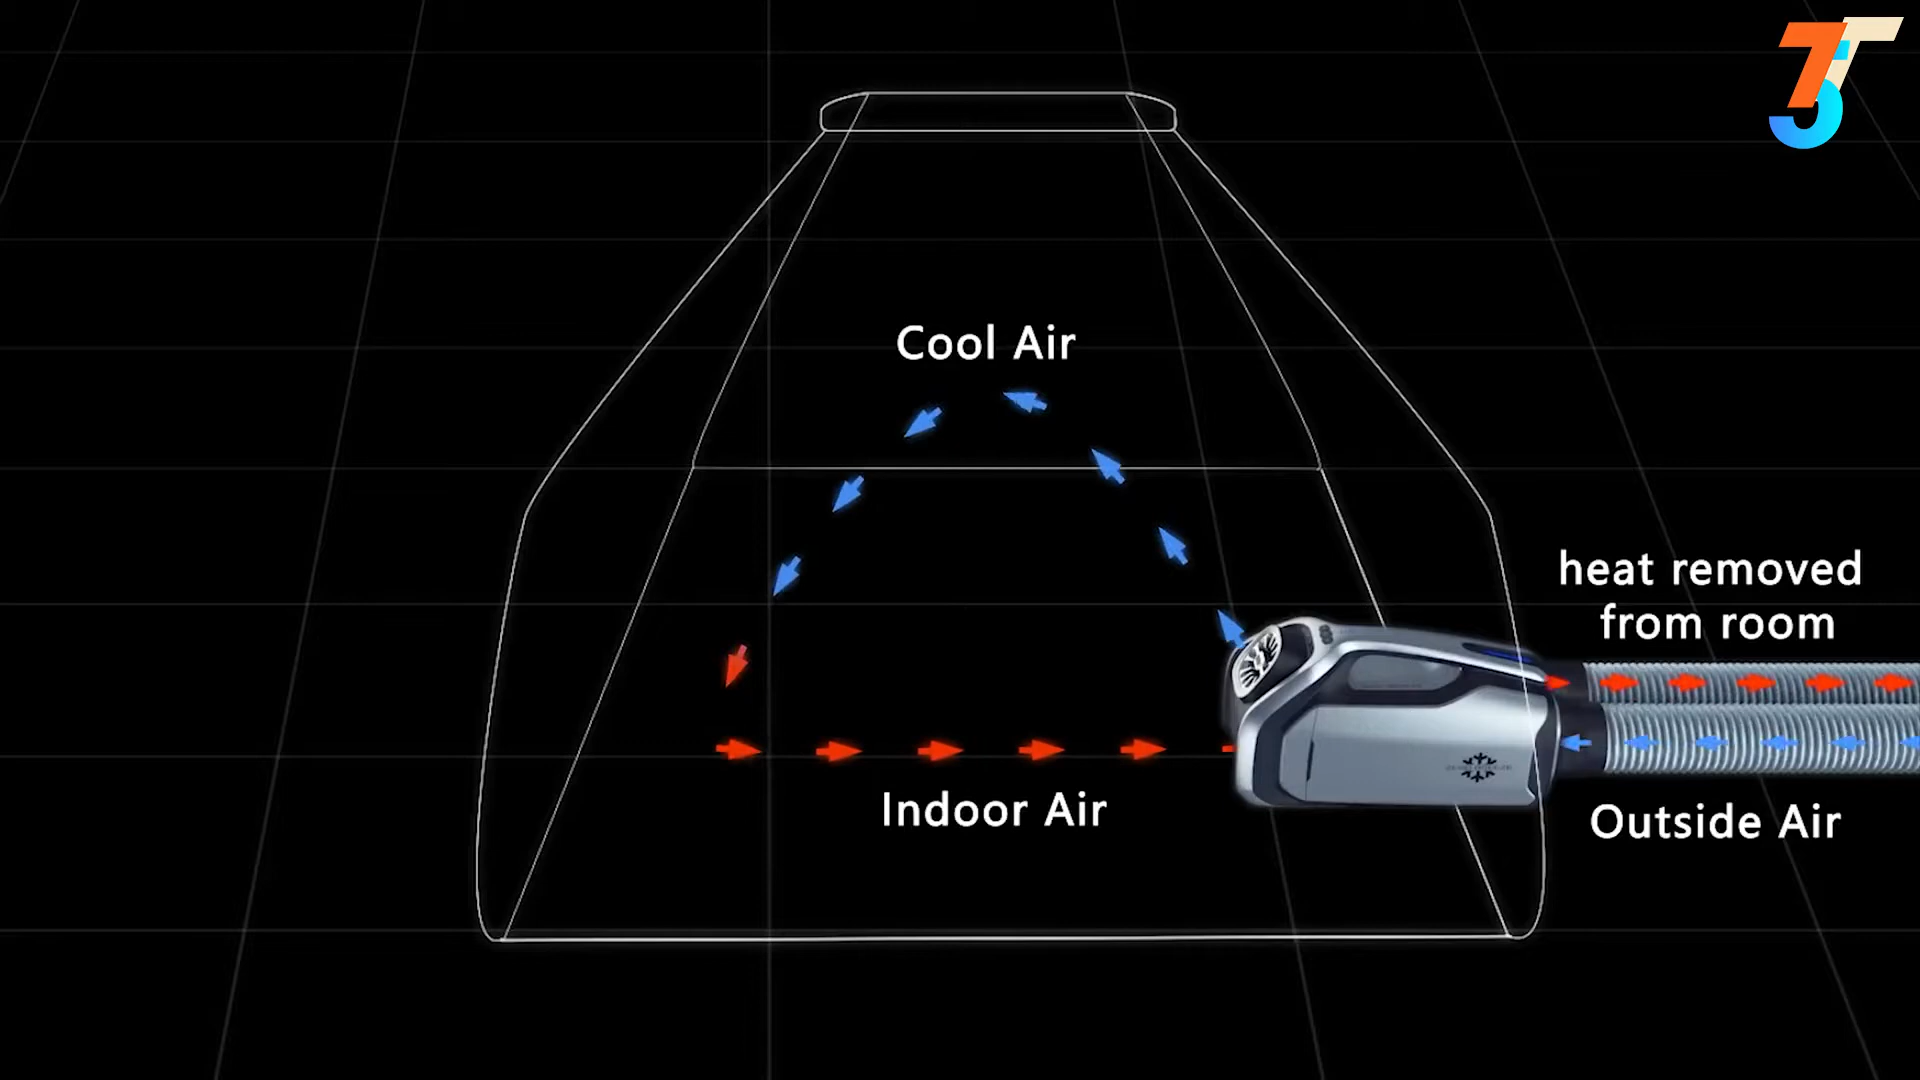 Cool Air
heat removed
from room
Indoor Air
Outside Air